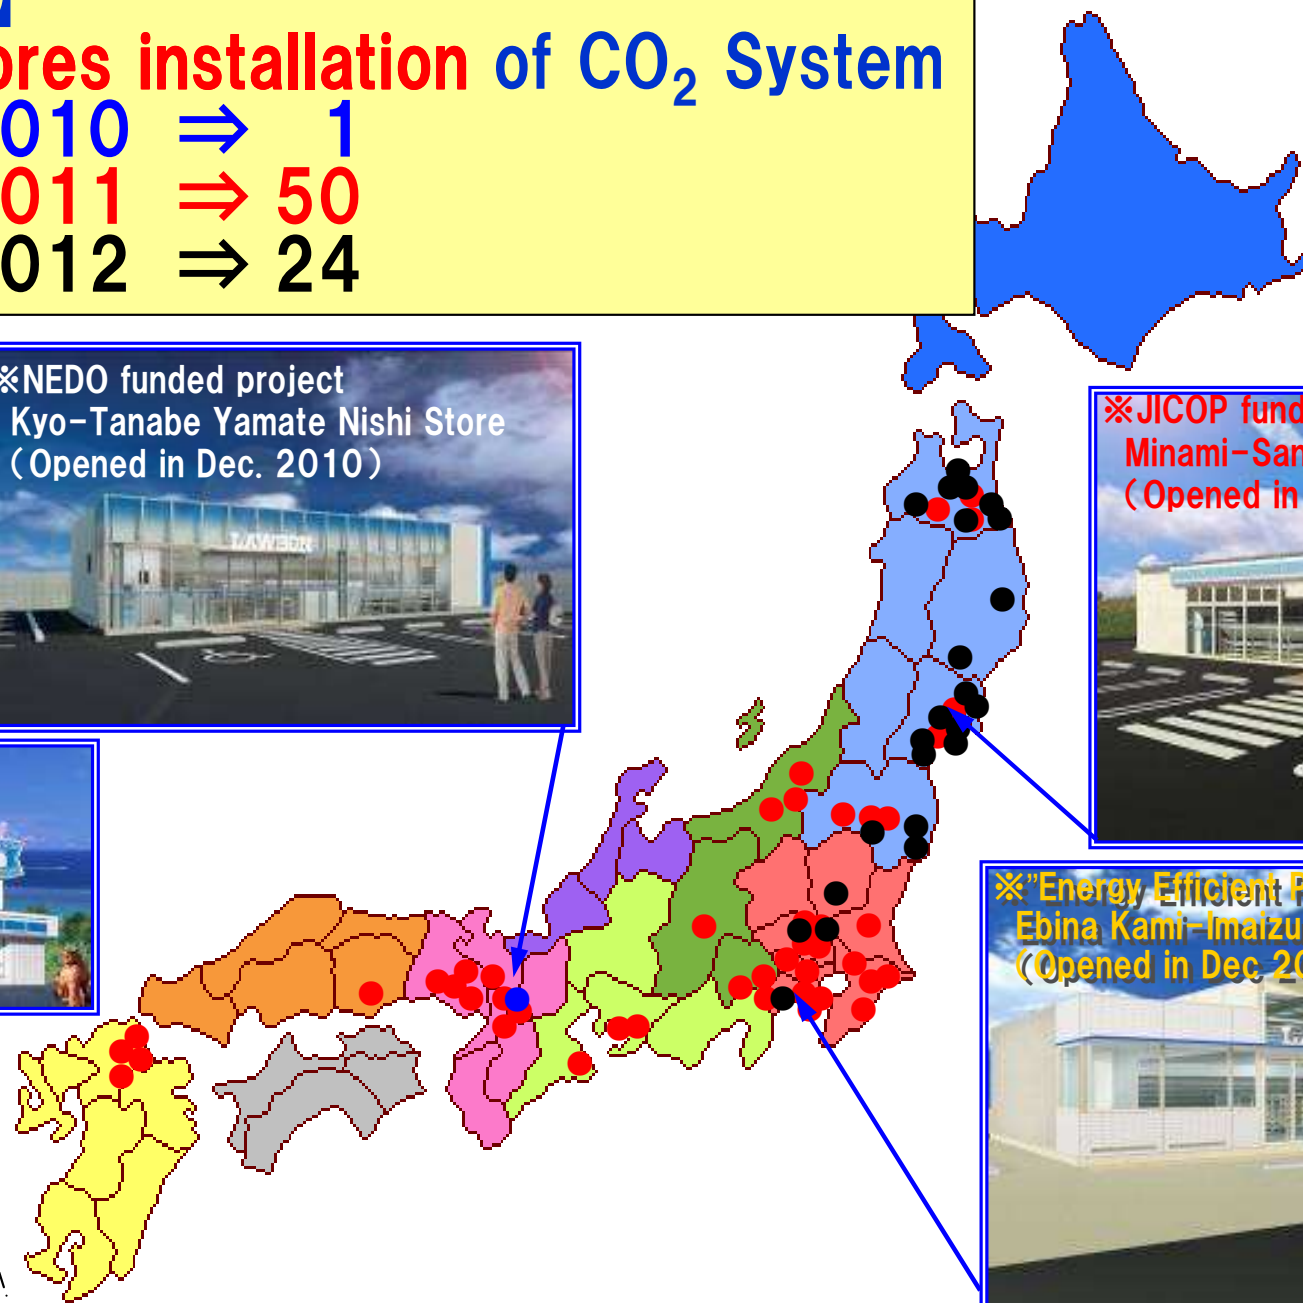 ores installation of CO₂ System
010 ⇒ 1
011 ⇒ 50
012 ⇒ 24
※NEDO funded project
Kyo-Tanabe Yamate Nishi Store
(Opened in Dec. 2010)
LAWSON
※JICOP fund
Minami-San
(Opened in
※"Energy Efficient
Ebina Kami-Imaizu
(Opened in Dec 20